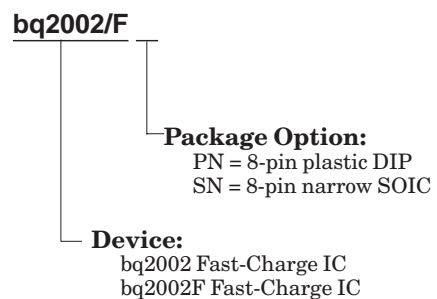 bq2002/F
Package Option:
PN = 8-pin plastic DIP
SN = 8-pin narrow SOIC
Device:
bq2002 Fast-Charge IC
bq2002F Fast-Charge IC